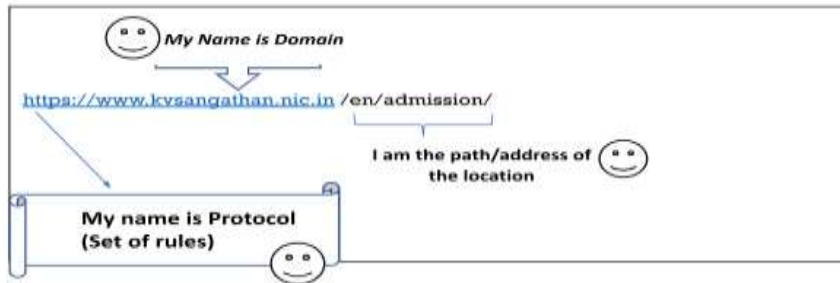 My Name is Domain
https://www.kvsangathan.nic.in /en/admission/
I am the path/address of
the location
My name is Protocol
(Set of rules)